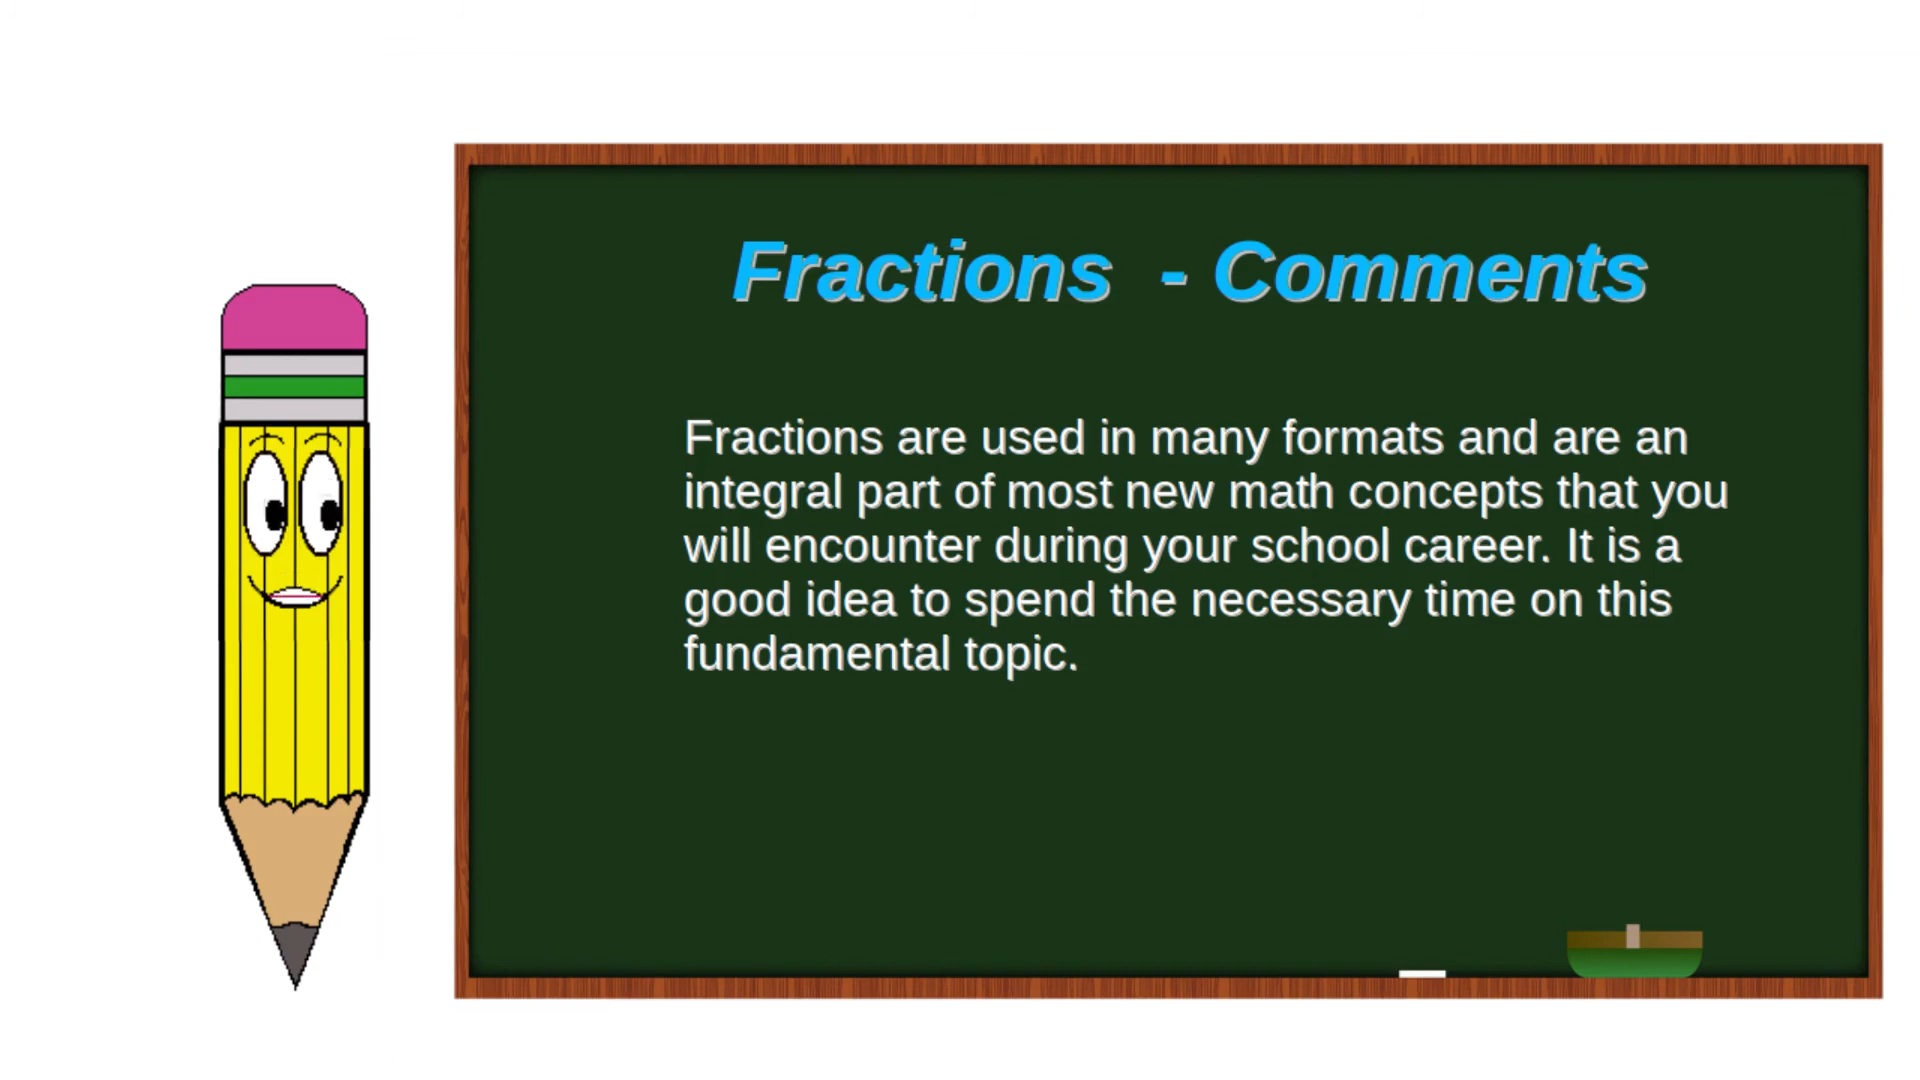 Fractions  - Comments
Fractions are used in many formats and are an
integral part of most new math concepts that you
will encounter during your school career. It is a
good idea to spend the necessary time on this
fundamental topic.